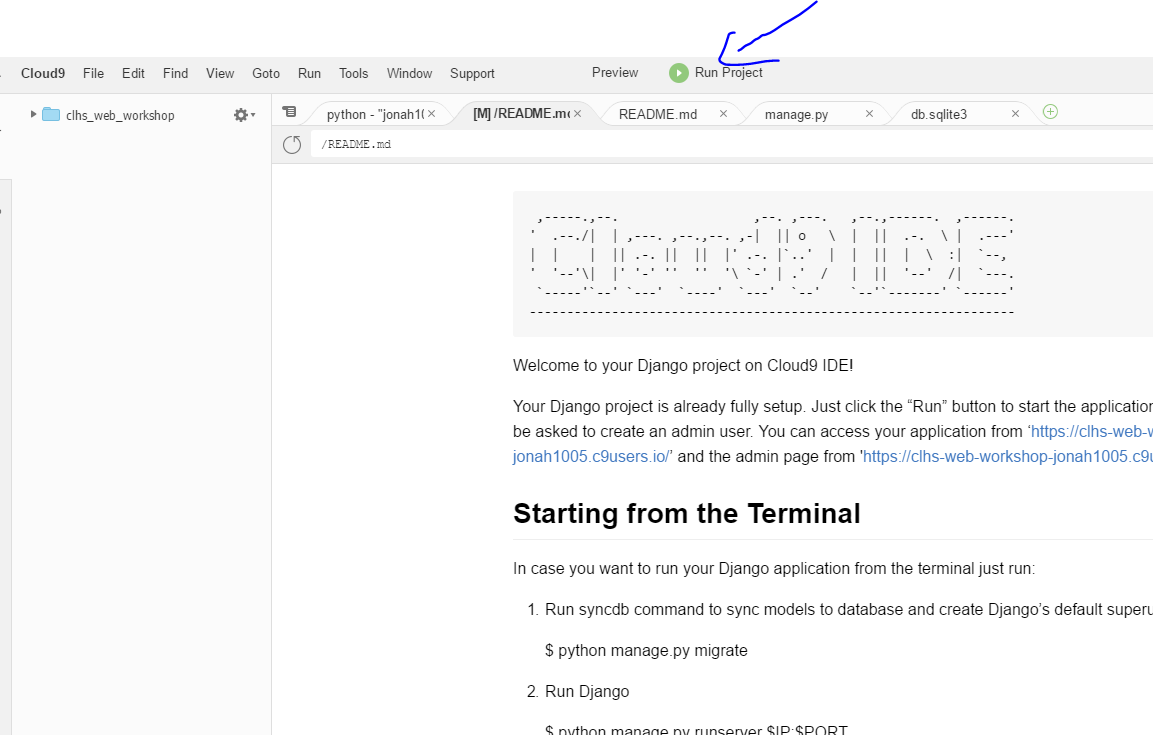 Cloud9 File Edit Find View Goto Run Tools Window Support Preview Run Project
clhs_web_workshop
python - "jonah10 × [M] /README.mc × README.md × manage.py × db.sqlite3 ×
/README.md
Welcome to your Django project on Cloud9 IDE!
Your Django project is already fully setup. Just click the “Run” button to start the application
be asked to create an admin user. You can access your application from ‘https://clhs-web-w
jonah1005.c9users.io/’ and the admin page from 'https://clhs-web-workshop-jonah1005.c9u
Starting from the Terminal
In case you want to run your Django application from the terminal just run:
1. Run syncdb command to sync models to database and create Django’s default superu
$ python manage.py migrate
2. Run Django
$ python manage.py runserver $IP:$PORT